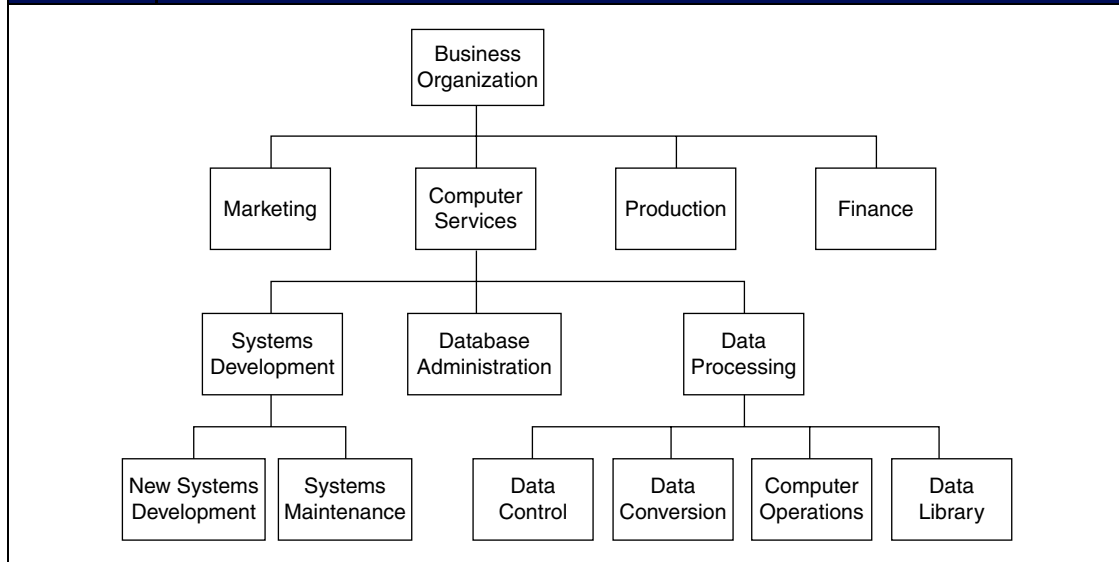 Business
Organization
Marketing
Computer
Services
Production
Finance
Systems
Development
Database
Administration
Data
Processing
New Systems
Development
Systems
Maintenance
Data
Control
Data
Conversion
Computer
Operations
Data
Library